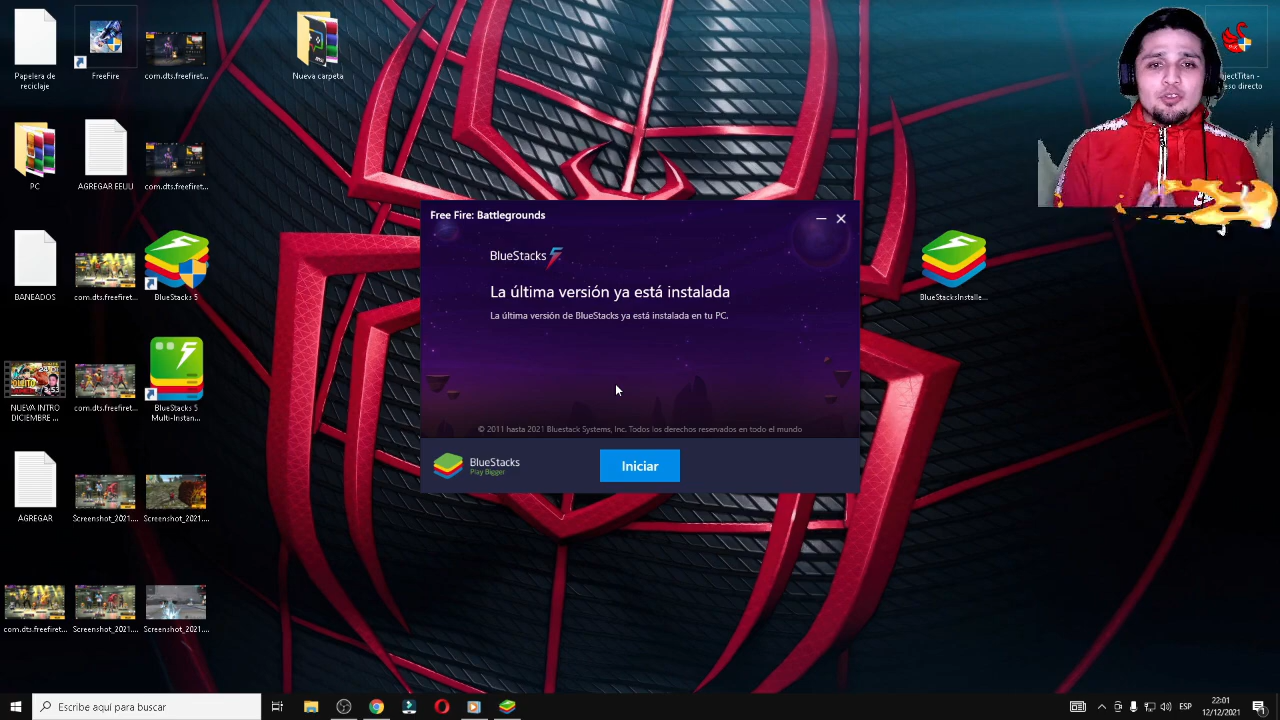 Papelera de
reciclaje
FreeFire
com.dts.freefiret...
Nueva carpeta
PC
AGREGAR EEUU
com.dts.freefiret...
BANEADOS
com.dts.freefiret...
BlueStacks 5
NUEVA INTRO
DICIEMBRE ...
com.dts.freefiret...
BlueStacks 5
Multi-Instan...
AGREGAR
Screenshot_2021....
Screenshot_2021....
com.dts.freefiret...
Screenshot_2021....
Screenshot_2021....
Free Fire: Battlegrounds
BlueStacks
La última versión ya está instalada
La última versión de BlueStacks ya está instalada en tu PC.
© 2011 hasta 2021 Bluestack Systems, Inc. Todos los derechos reservados en todo el mundo
BlueStacks
Play Bigger
Iniciar
BlueStacksInstalle...
jectTitan -
eso directo
Escribe aquí para buscar
ESP
22:01
12/12/2021